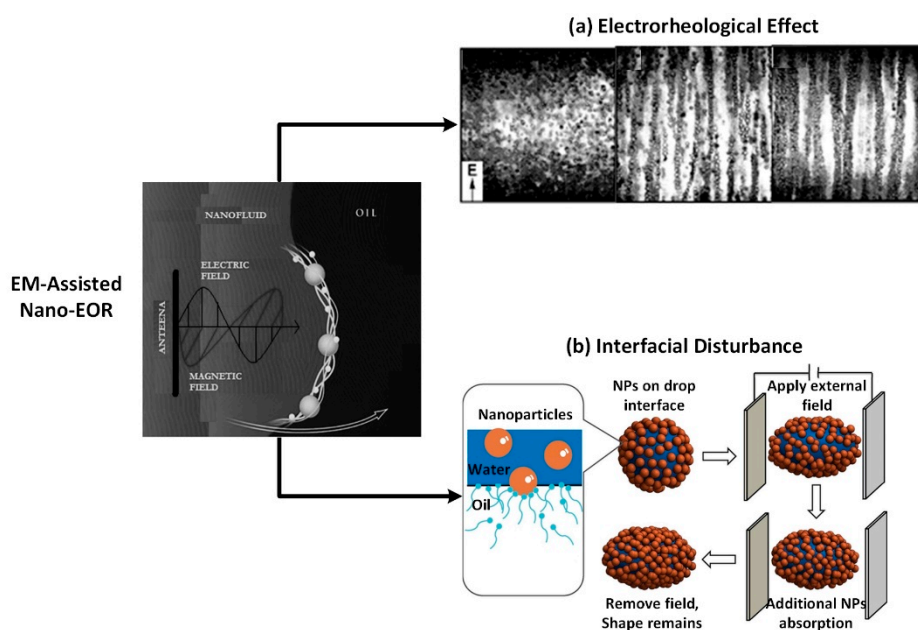 (a) Electrorheological Effect
E
EM-Assisted
Nano-EOR
NANOFLUID
OIL
ELECTRIC
FIELD
ANTEENA
MAGNETIC
FIELD
(b) Interfacial Disturbance
NPs on drop
interface
Apply external
field
Nanoparticles
Water
Oil
Remove field,
Shape remains
Additional NPs
absorption